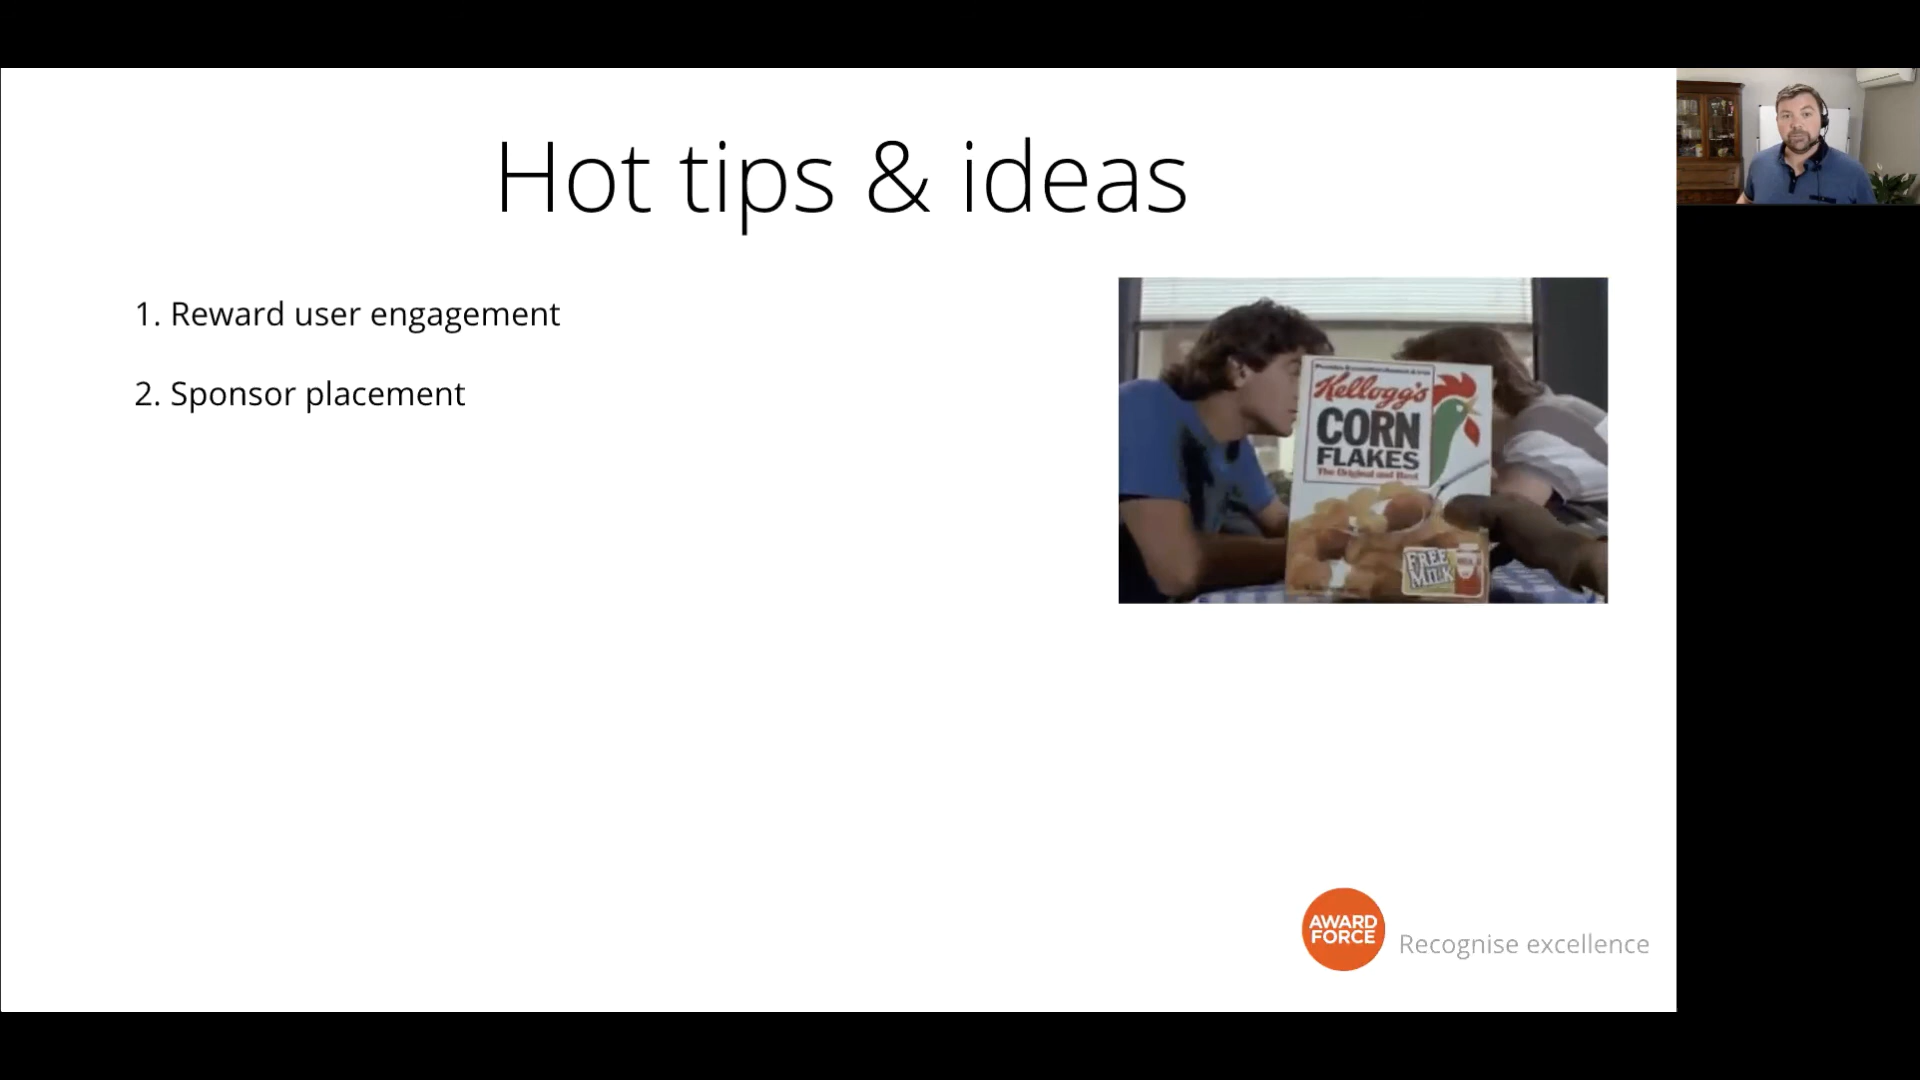 Hot tips & ideas
1. Reward user engagement
2. Sponsor placement
Kellogg's
CORN
FLAKES
The Original and Best
FREE
MILK
AWARD
FORCE
Recognise excellence